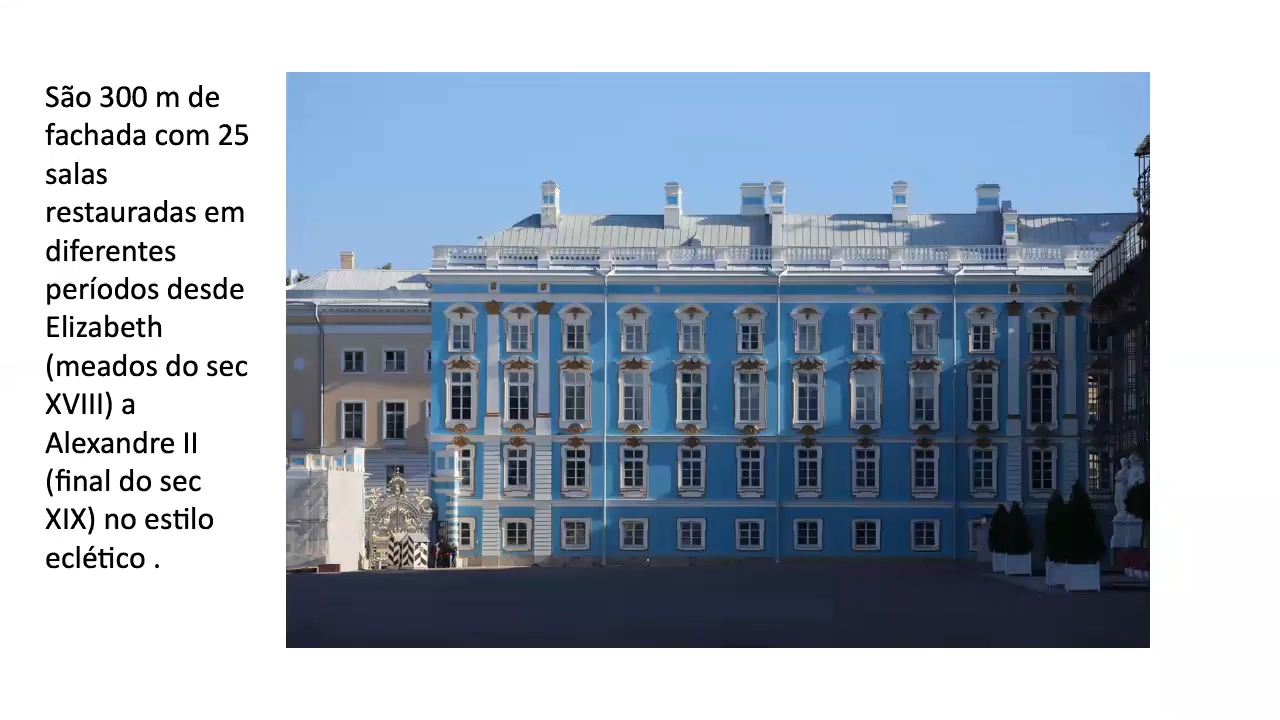 São 300 m de
fachada com 25
salas
restauradas em
diferentes
períodos desde
Elizabeth
(meados do sec
XVIII) a
Alexandre II
(final do sec
XIX) no estilo
eclético .